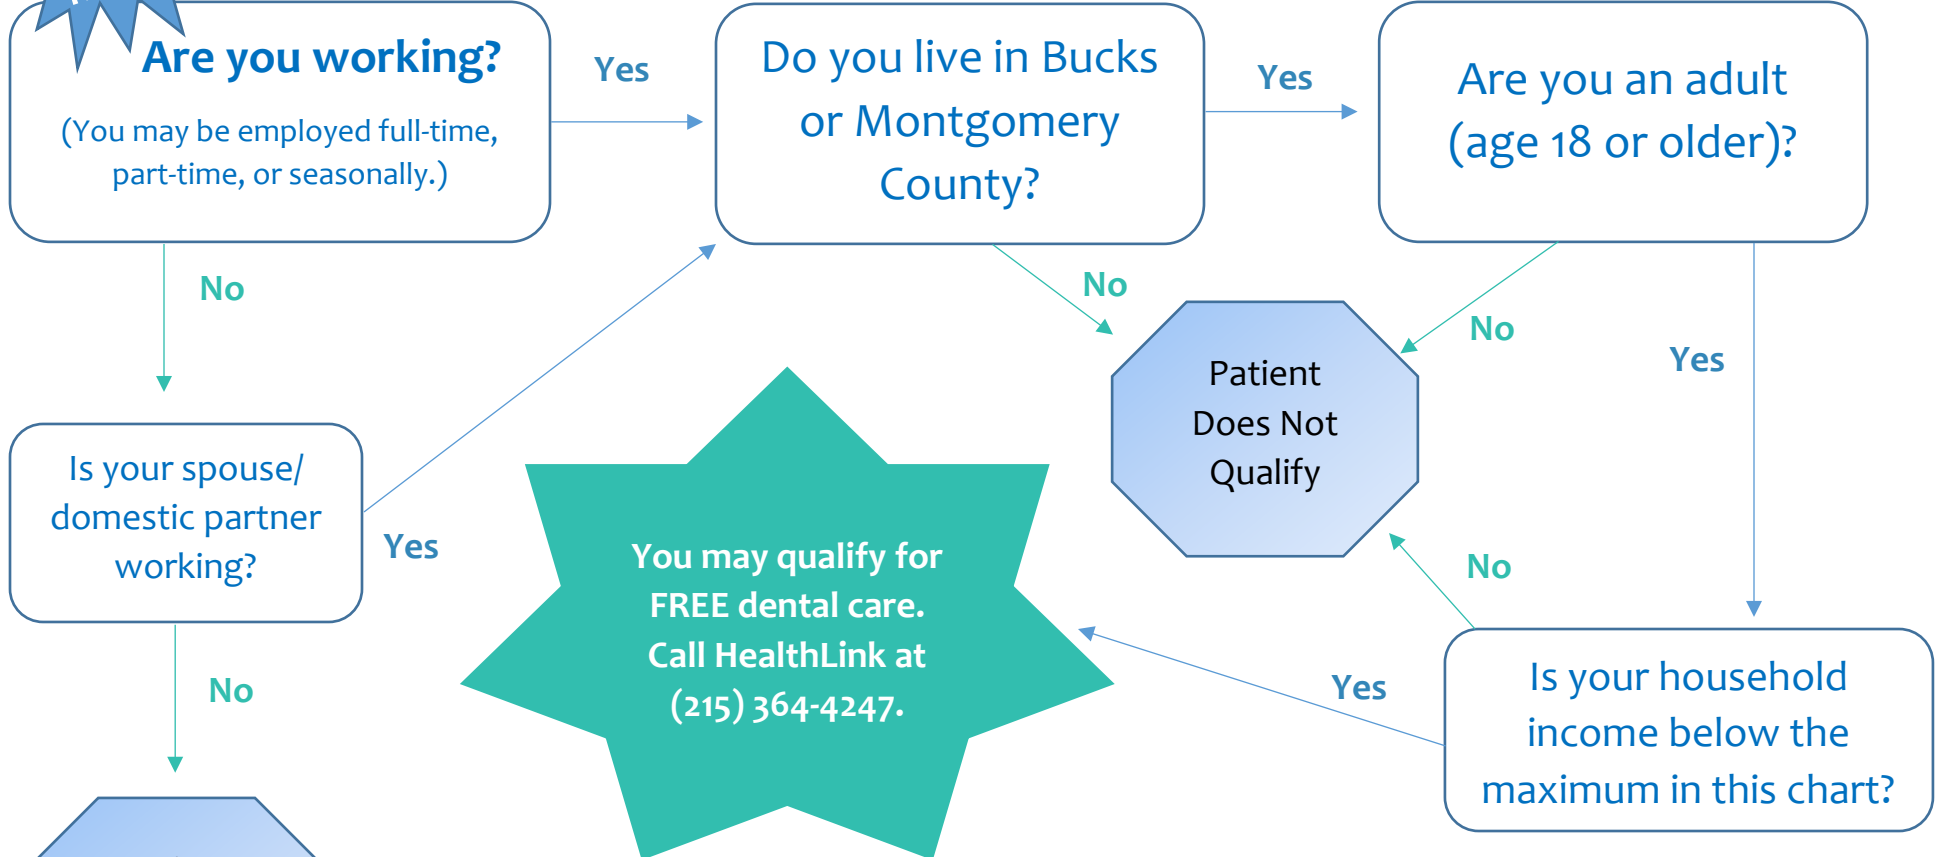 Are you working?
(You may be employed full-time,
part-time, or seasonally.)
Yes
Do you live in Bucks
or Montgomery
County?
Yes
Are you an adult
(age 18 or older)?
No
No
No
Yes
Patient
Does Not
Qualify
Is your spouse/
domestic partner
working?
Yes
You may qualify for
FREE dental care.
Call HealthLink at
(215) 364-4247.
No
No
Yes
Is your household
income below the
maximum in this chart?